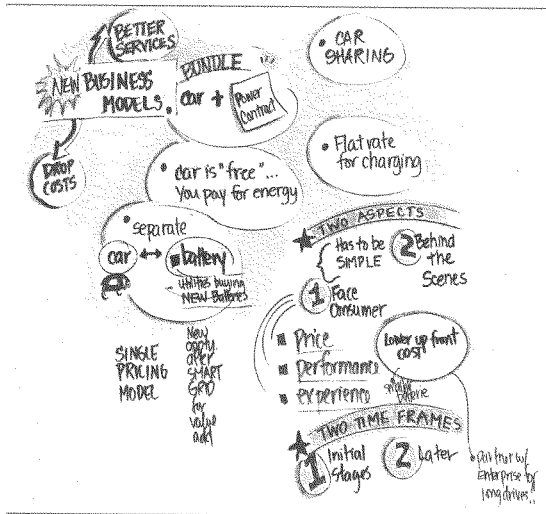 BETTER
SERVICES
NEW BUSINESS
MODELS.
DROP
COSTS
BUNDLE
• car +
Power
Contract
• CAR
SHARING
• Flat rate
for charging
• car is "free"...
You pay for energy
• separate
car ↔ battery
utilities buying
NEW Batteries
SINGLE
PRICING
MODEL
New
SMART
GRID
for
value
add
TWO ASPECTS
Has to be
SIMPLE
1 Face
Consumer
2 Behind
the
Scenes
Price
Performance
experience
Lower up front
cost
TWO TIME FRAMES
1 Initial
Stages
2 Later
• partner w/
Enterprise for
long drives..